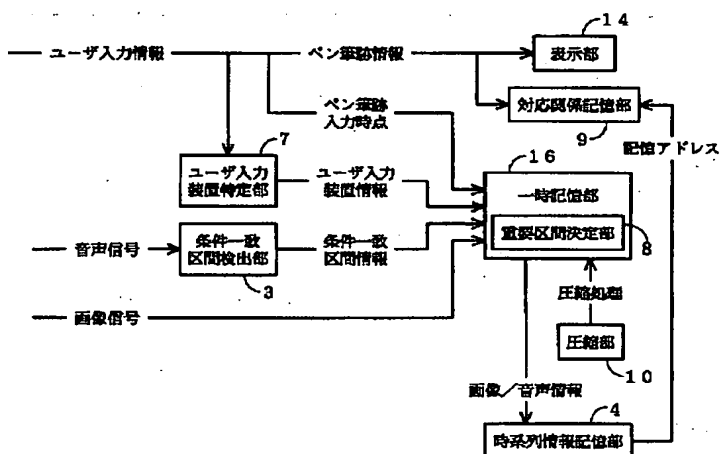 14
ユーザ入力情報
ペン筆跡情報
表示部
ペン筆跡
入力時点
対応関係記憶部
9
7
16
記憶アドレス
ユーザ入力
装置特定部
ユーザ入力
装置情報
一時記憶部
音声信号
条件一致
区間検出部
条件一致
区間情報
重要区間決定部
8
3
圧縮処理
画像信号
圧縮部
10
画像／音声情報
4
時系列情報記憶部